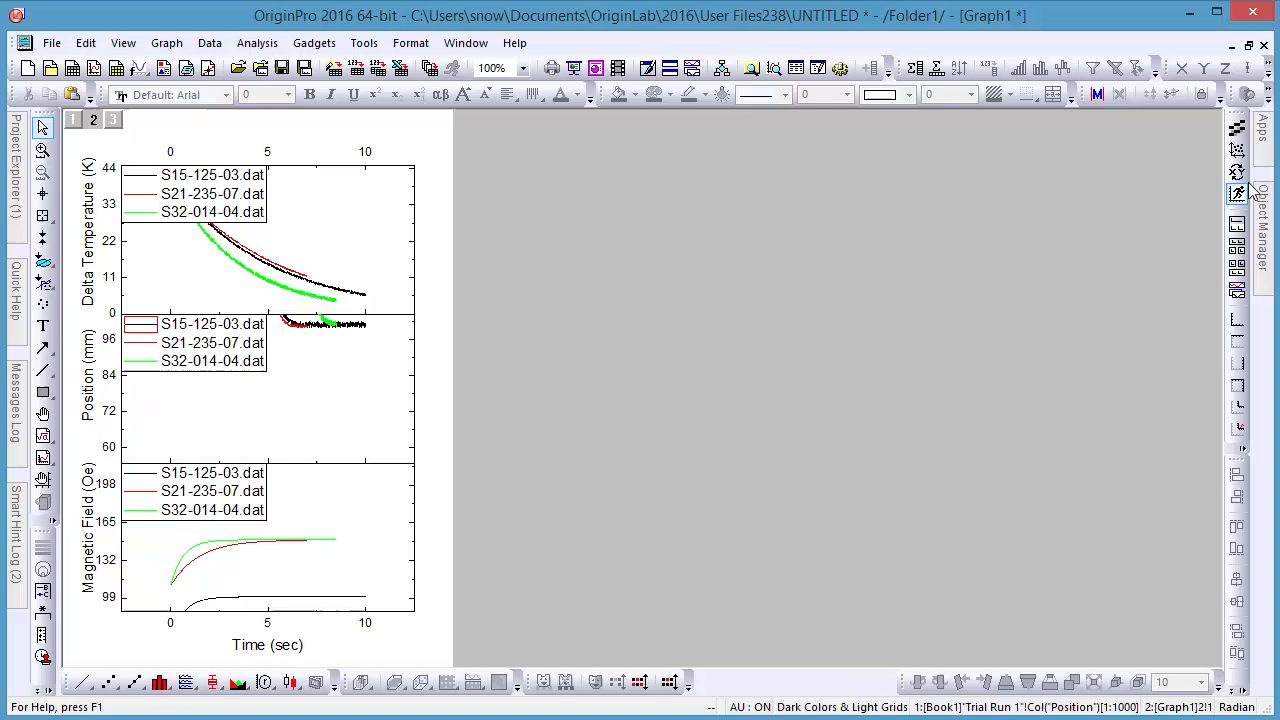 OriginPro 2016 64-bit - C:\Users\snow\Documents\OriginLab\2016\User Files238\UNTITLED * - /Folder1/ - [Graph1 *]
File Edit View Graph Data Analysis Gadgets Tools Format Window Help
100%
Default: Arial 0 B I U αβ A A A 0 0 M
Project Explorer (1)
Quick Help
Messages Log
Smart Hint Log (2)
Apps
Object Manager
1 2 3
0 5 10
44
33
22
11
0
Delta Temperature (K)
S15-125-03.dat
S21-235-07.dat
S32-014-04.dat
96
84
72
60
Position (mm)
S15-125-03.dat
S21-235-07.dat
S32-014-04.dat
198
165
132
99
Magnetic Field (Oe)
S15-125-03.dat
S21-235-07.dat
S32-014-04.dat
0 5 10
Time (sec)
10
For Help, press F1 -- AU : ON Dark Colors & Light Grids 1:[Book1]"Trial Run 1"!Col("Position")[1:1000] 2:[Graph1]2!1 Radian